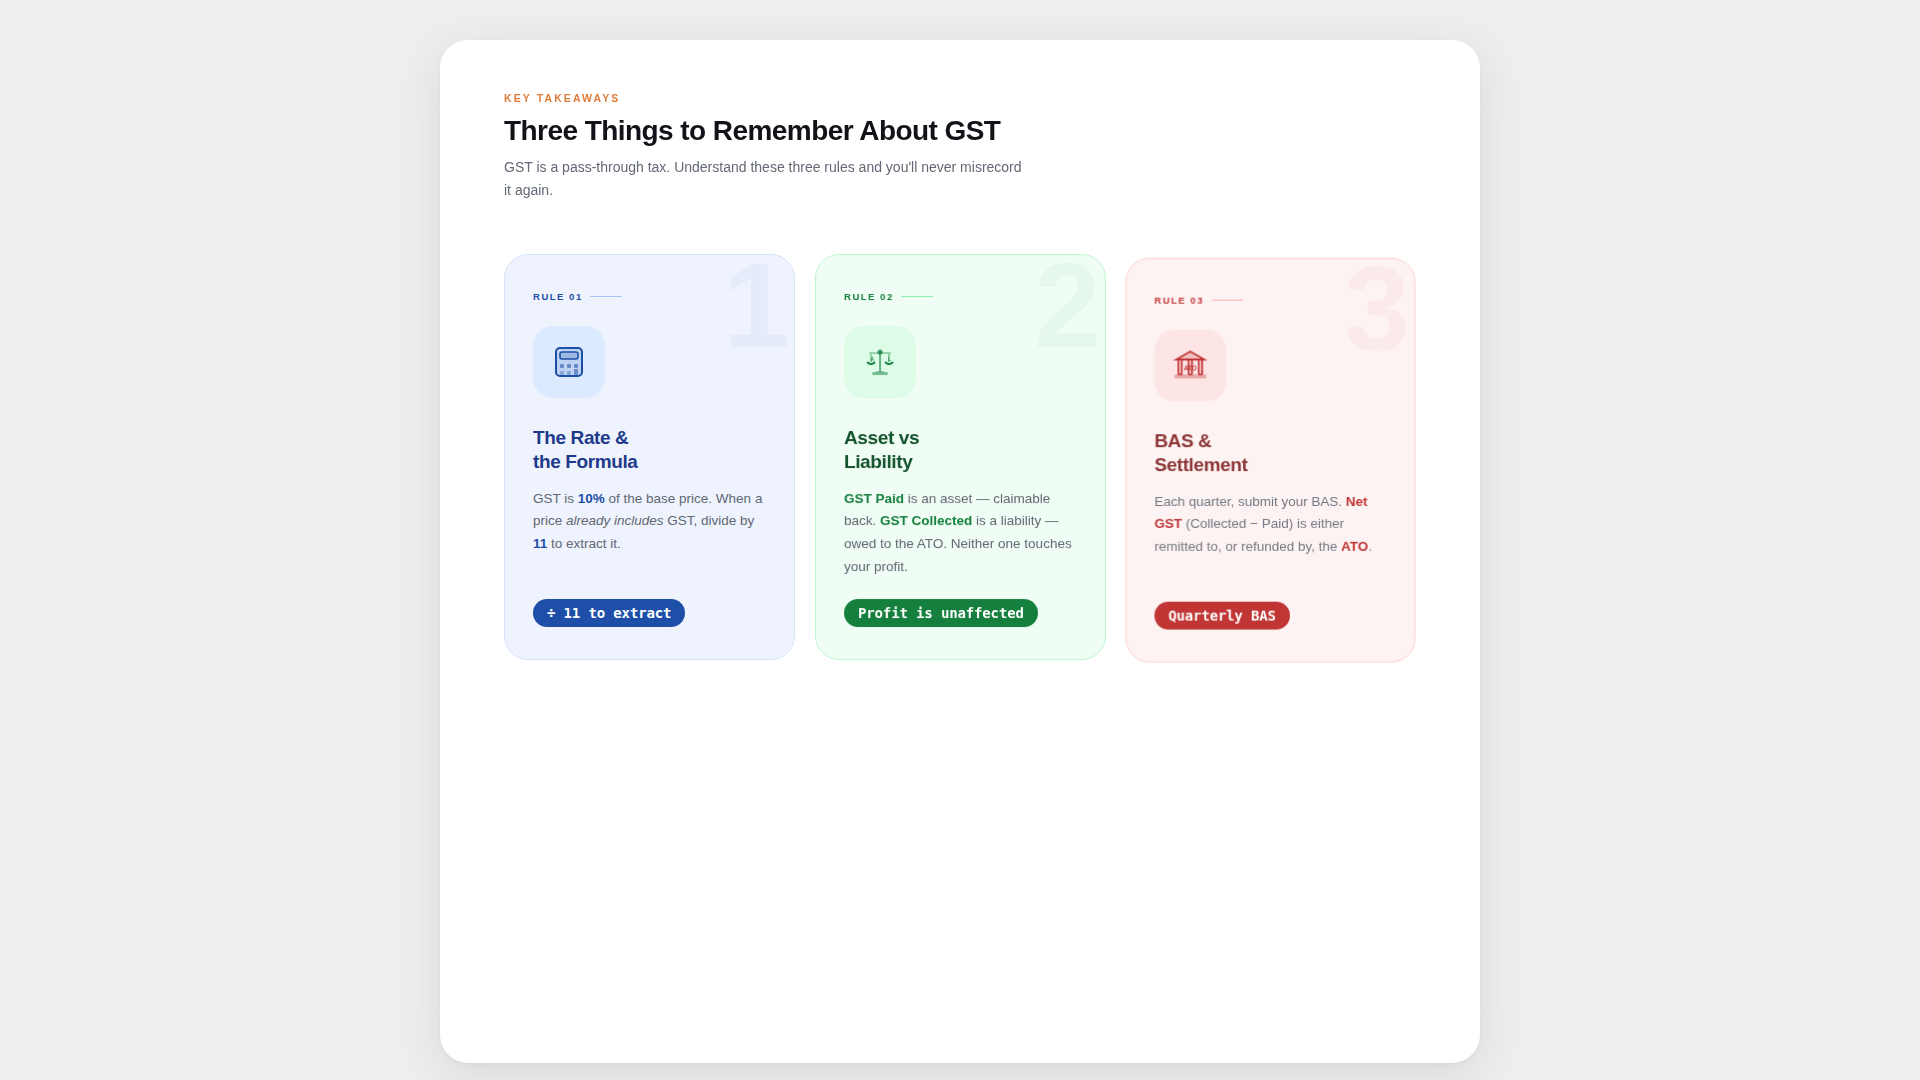 KEY TAKEAWAYS
Three Things to Remember About GST
GST is a pass-through tax. Understand these three rules and you'll never misrecord
it again.
1
RULE 01
The Rate &
the Formula
GST is 10% of the base price. When a
price already includes GST, divide by
11 to extract it.
÷ 11 to extract
2
RULE 02
A L
Asset vs
Liability
GST Paid is an asset — claimable
back. GST Collected is a liability —
owed to the ATO. Neither one touches
your profit.
Profit is unaffected
3
RULE 03
ATO
BAS &
Settlement
Each quarter, submit your BAS. Net
GST (Collected − Paid) is either
remitted to, or refunded by, the ATO.
Quarterly BAS